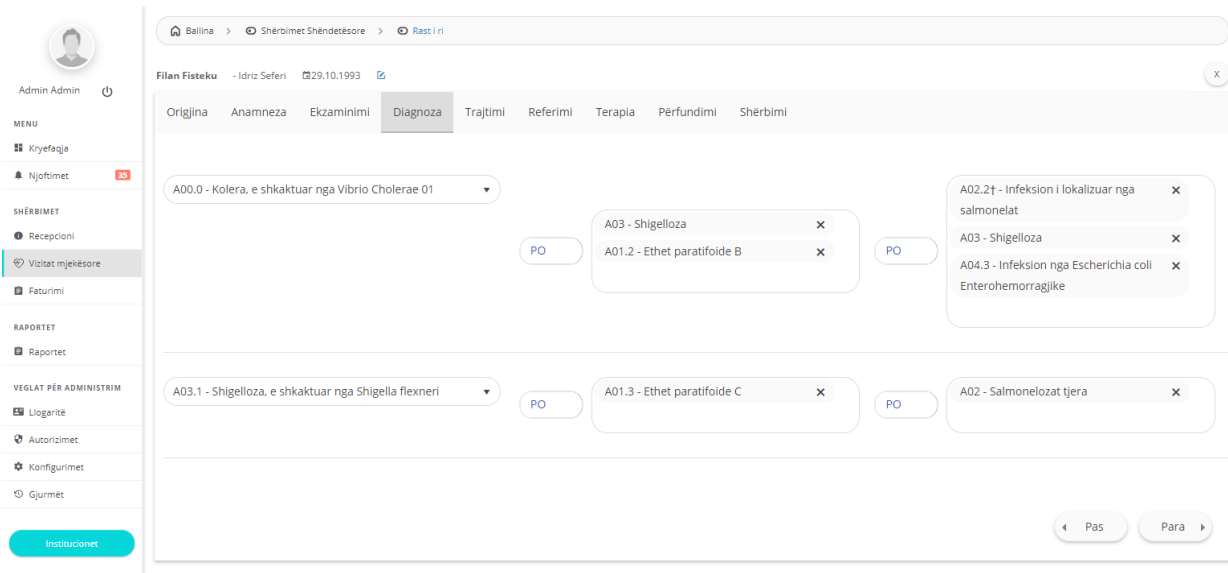 Ballina > Shërbimet Shëndetësore > Rast i ri
Admin Admin
MENU
Kryefaqja
Njoftimet 35
SHËRBIMET
Recepcioni
Vizitat mjekësore
Faturimi
RAPORTET
Raportet
VEGLAT PËR ADMINISTRIM
Llogaritë
Autorizimet
Konfigurimet
Gjurmët
Institucionet
Filan Fisteku - Idriz Seferi 29.10.1993
X
Origjina Anamneza Ekzaminimi Diagnoza Trajtimi Referimi Terapia Përfundimi Shërbimi
A00.0 - Kolera, e shkaktuar nga Vibrio Cholerae 01
PO
A03 - Shigelloza
A01.2 - Ethet paratifoide B
PO
A02.2† - Infeksion i lokalizuar nga
salmonelat
A03 - Shigelloza
A04.3 - Infeksion nga Escherichia coli
Enterohemorragjike
A03.1 - Shigelloza, e shkaktuar nga Shigella flexneri
PO
A01.3 - Ethet paratifoide C
PO
A02 - Salmonelozat tjera
Pas
Para